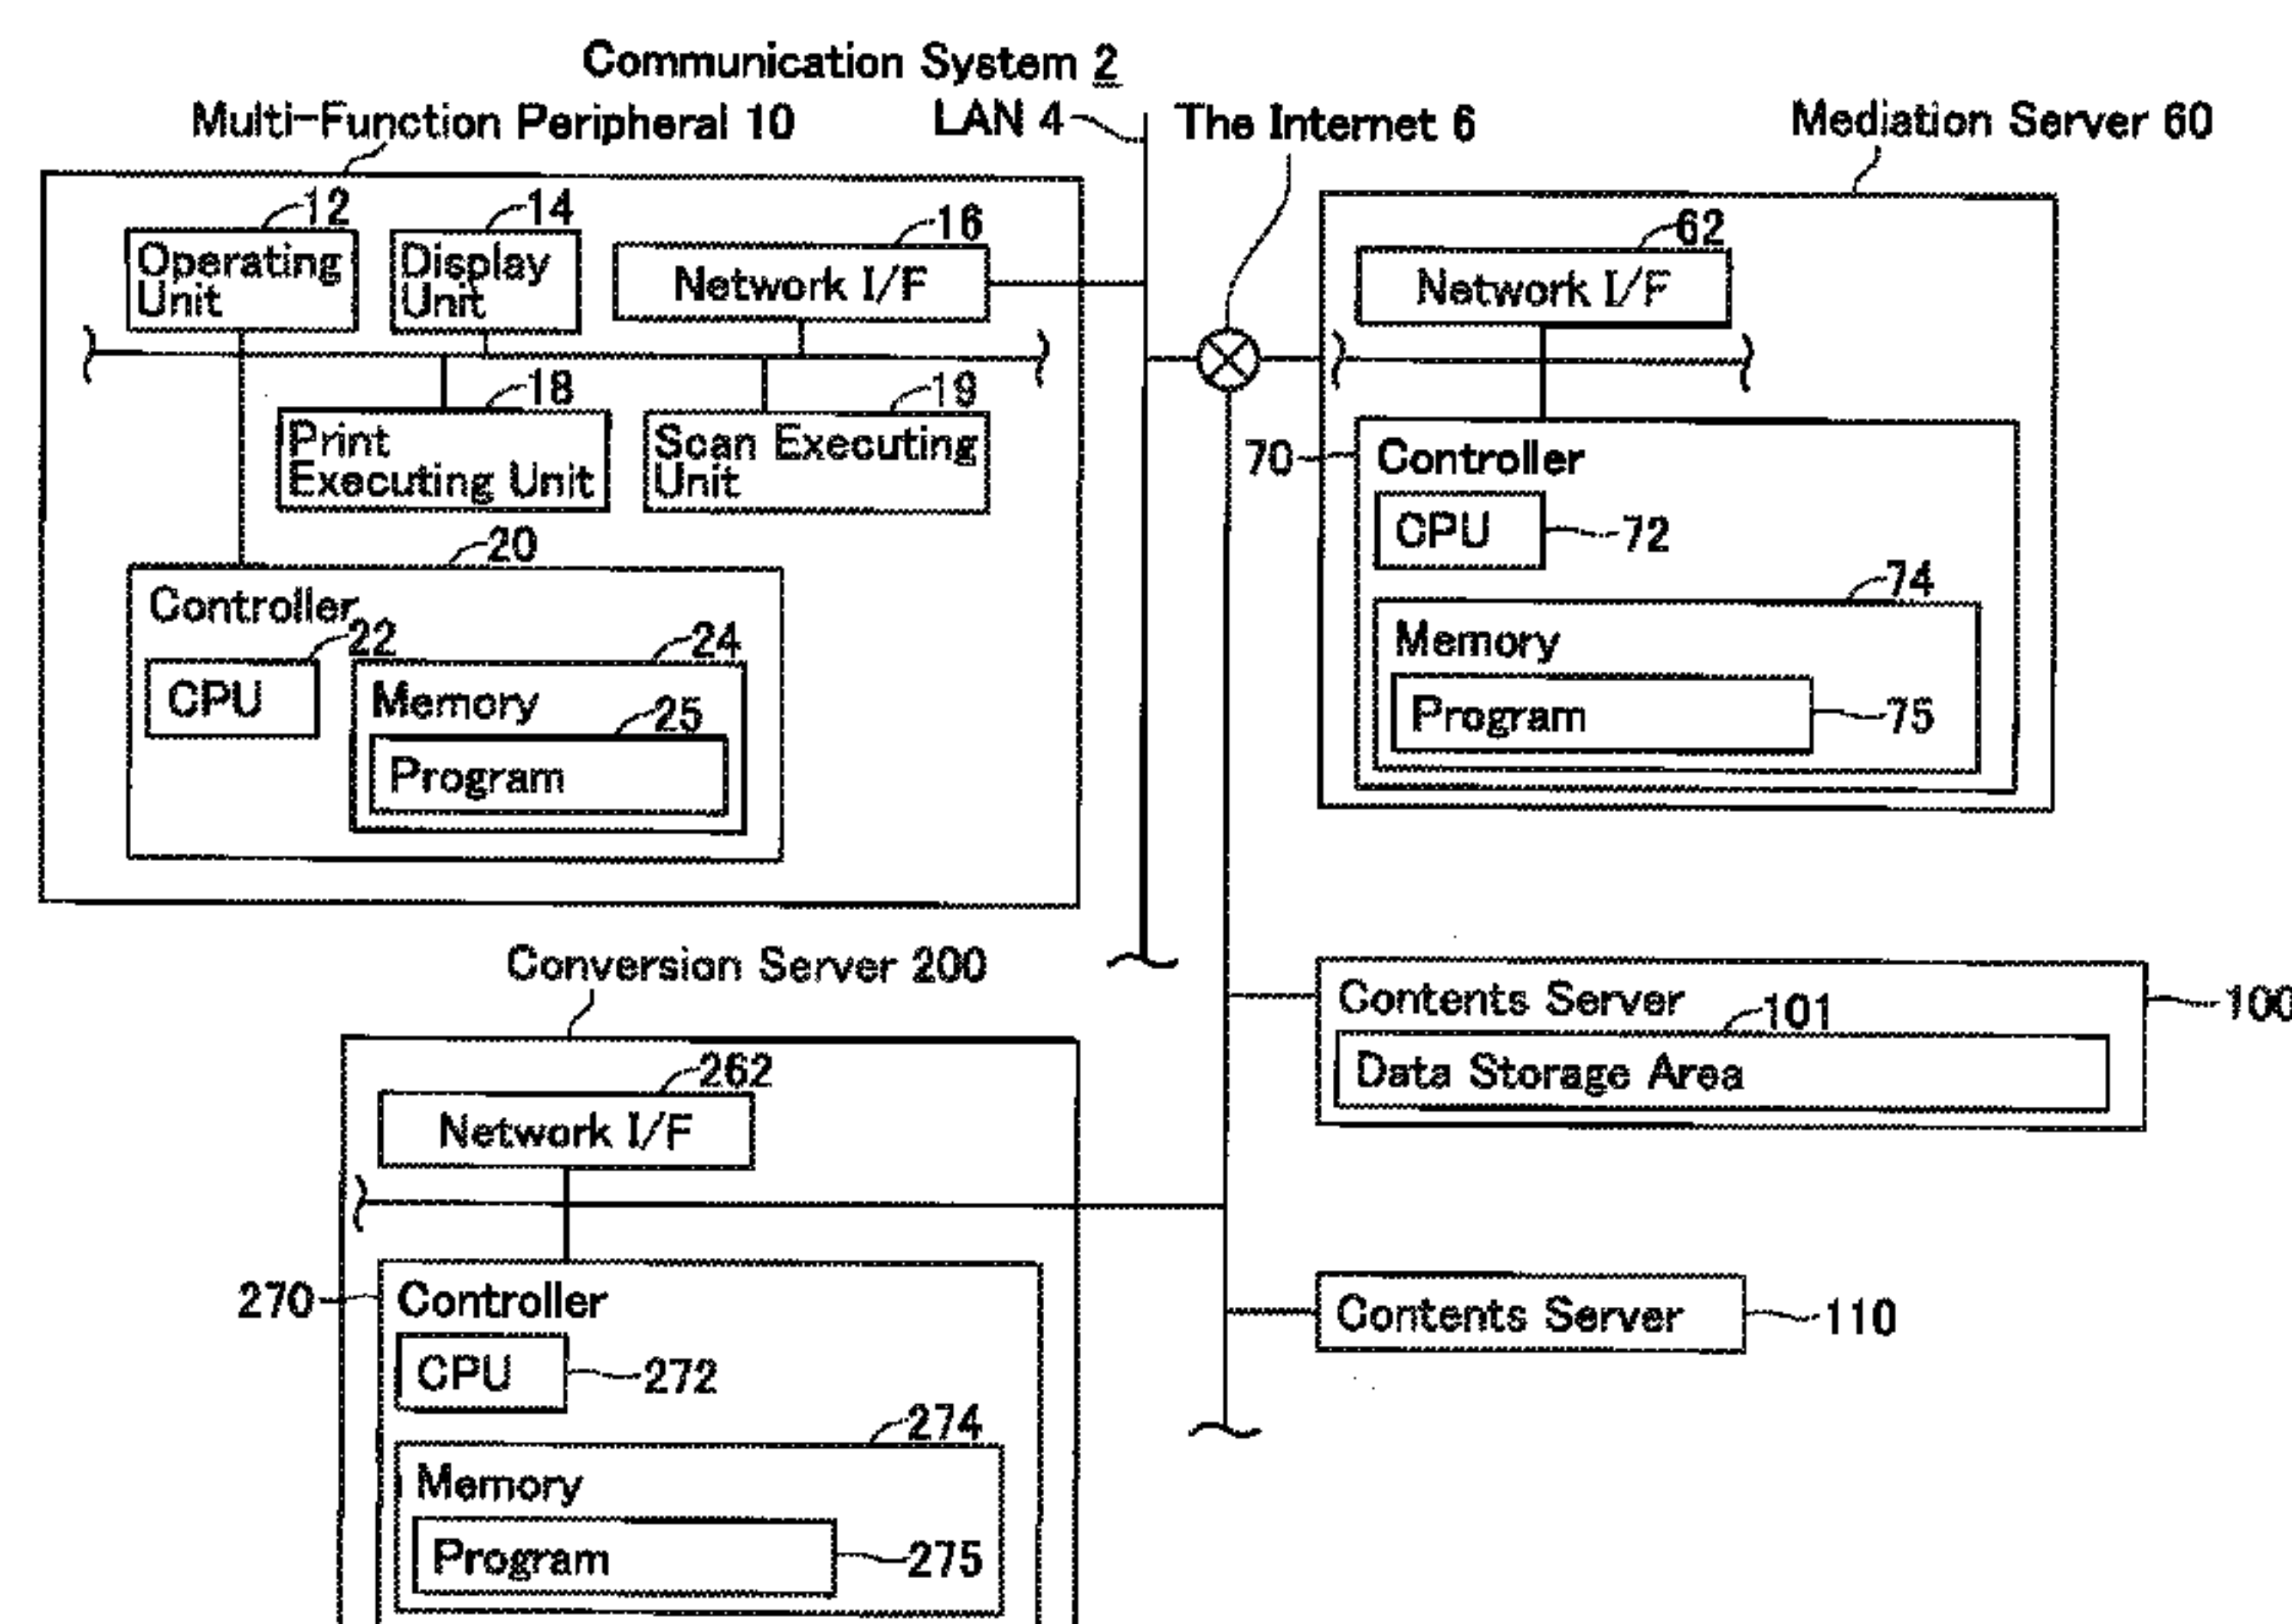 Communication System 2
Multi-Function Peripheral 10
LAN 4
The Internet 6
Mediation Server 60
12
14
16
Operating
Unit
Display
Unit
Network I/F
18
19
Print
Executing Unit
Scan Executing
Unit
20
Controller
22
24
CPU
Memory
25
Program
62
Network I/F
70
Controller
CPU
72
74
Memory
Program
75
Conversion Server 200
262
Network I/F
270
Controller
CPU
272
274
Memory
Program
275
Contents Server
100
101
Data Storage Area
Contents Server
110